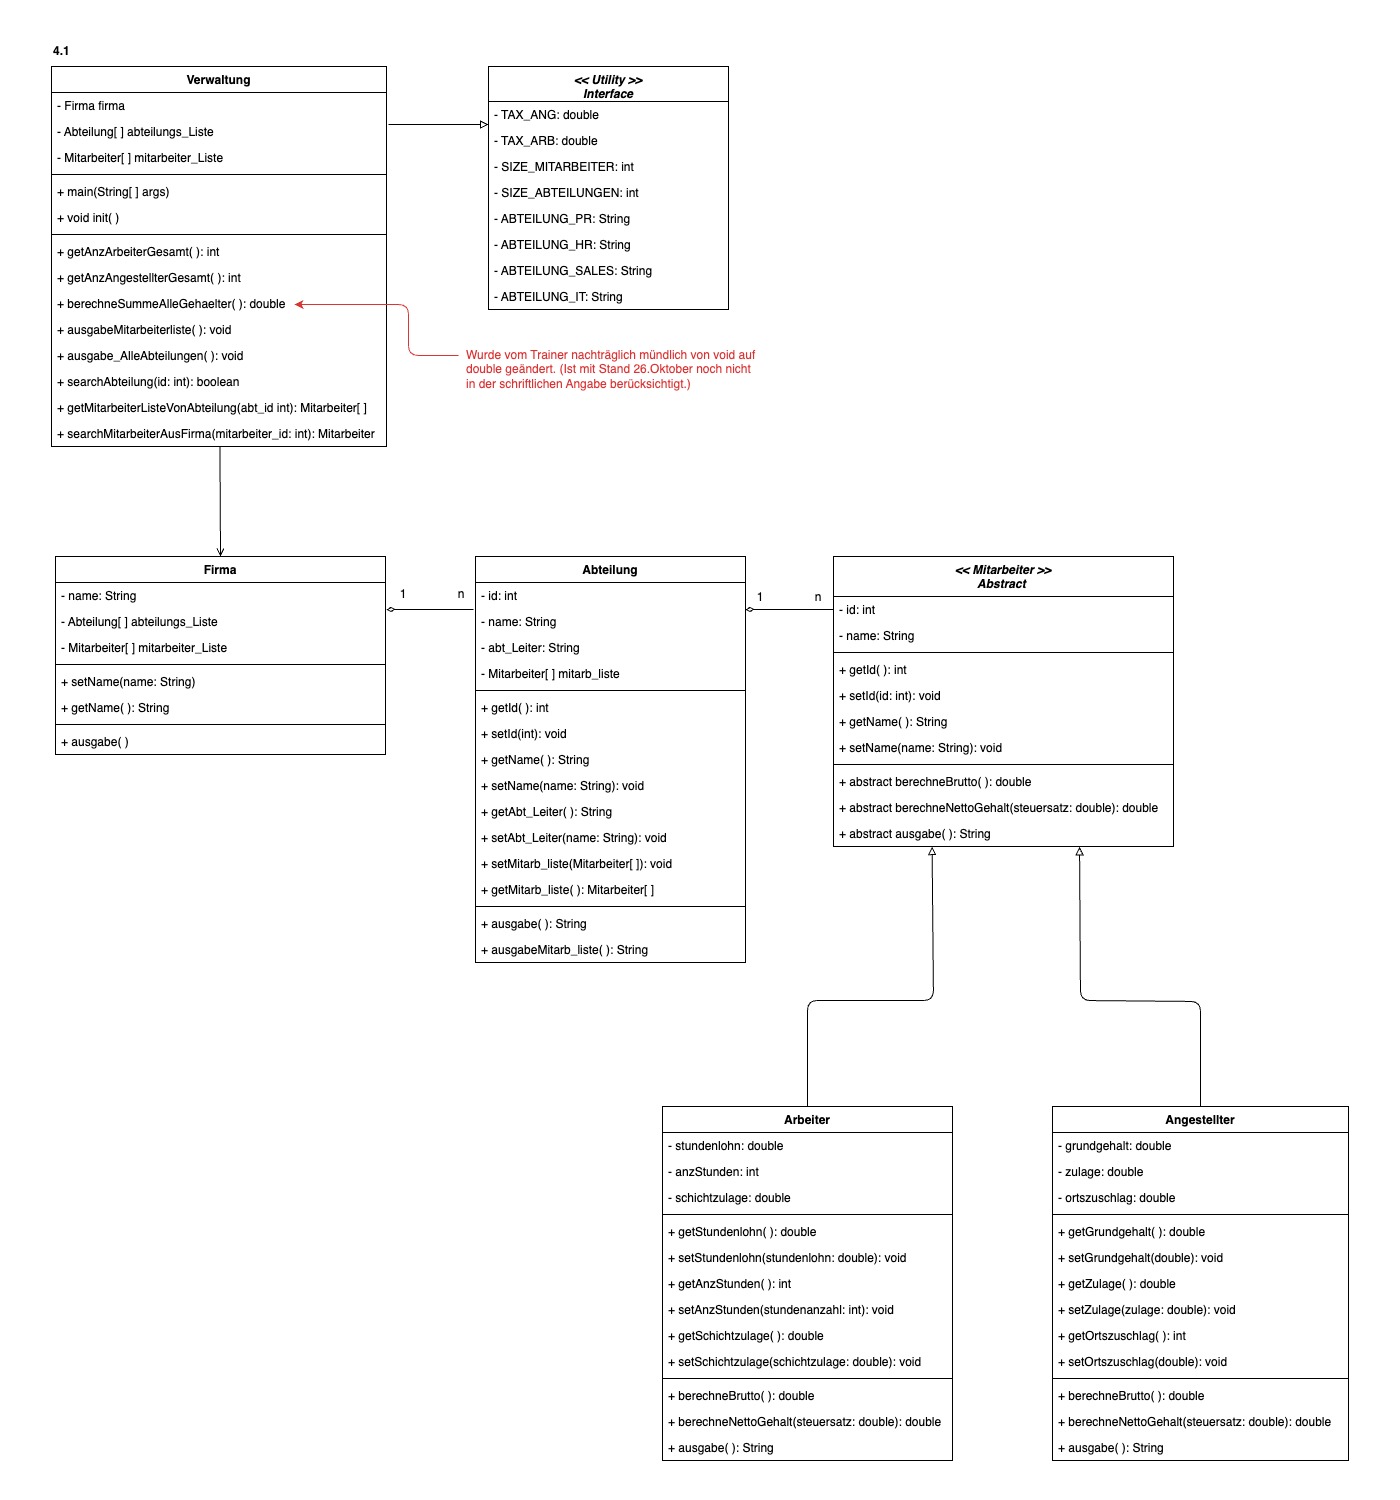 4.1
Verwaltung
- Firma firma
- Abteilung[ ] abteilungs_Liste
- Mitarbeiter[ ] mitarbeiter_Liste
+ main(String[ ] args)
+ void init( )
+ getAnzArbeiterGesamt( ): int
+ getAnzAngestellterGesamt( ): int
+ berechneSummeAlleGehaelter( ): double
+ ausgabeMitarbeiterliste( ): void
+ ausgabe_AlleAbteilungen( ): void
+ searchAbteilung(id: int): boolean
+ getMitarbeiterListeVonAbteilung(abt_id int): Mitarbeiter[ ]
+ searchMitarbeiterAusFirma(mitarbeiter_id: int): Mitarbeiter
<< Utility >>
Interface
- TAX_ANG: double
- TAX_ARB: double
- SIZE_MITARBEITER: int
- SIZE_ABTEILUNGEN: int
- ABTEILUNG_PR: String
- ABTEILUNG_HR: String
- ABTEILUNG_SALES: String
- ABTEILUNG_IT: String
Wurde vom Trainer nachträglich mündlich von void auf
double geändert. (Ist mit Stand 26.Oktober noch nicht
in der schriftlichen Angabe berücksichtigt.)
Firma
- name: String
- Abteilung[ ] abteilungs_Liste
- Mitarbeiter[ ] mitarbeiter_Liste
+ setName(name: String)
+ getName( ): String
+ ausgabe( )
1
n
Abteilung
- id: int
- name: String
- abt_Leiter: String
- Mitarbeiter[ ] mitarb_liste
+ getId( ): int
+ setId(int): void
+ getName( ): String
+ setName(name: String): void
+ getAbt_Leiter( ): String
+ setAbt_Leiter(name: String): void
+ setMitarb_liste(Mitarbeiter[ ]): void
+ getMitarb_liste( ): Mitarbeiter[ ]
+ ausgabe( ): String
+ ausgabeMitarb_liste( ): String
1
n
<< Mitarbeiter >>
Abstract
- id: int
- name: String
+ getId( ): int
+ setId(id: int): void
+ getName( ): String
+ setName(name: String): void
+ abstract berechneBrutto( ): double
+ abstract berechneNettoGehalt(steuersatz: double): double
+ abstract ausgabe( ): String
Arbeiter
- stundenlohn: double
- anzStunden: int
- schichtzulage: double
+ getStundenlohn( ): double
+ setStundenlohn(stundenlohn: double): void
+ getAnzStunden( ): int
+ setAnzStunden(stundenanzahl: int): void
+ getSchichtzulage( ): double
+ setSchichtzulage(schichtzulage: double): void
+ berechneBrutto( ): double
+ berechneNettoGehalt(steuersatz: double): double
+ ausgabe( ): String
Angestellter
- grundgehalt: double
- zulage: double
- ortszuschlag: double
+ getGrundgehalt( ): double
+ setGrundgehalt(double): void
+ getZulage( ): double
+ setZulage(zulage: double): void
+ getOrtszuschlag( ): int
+ setOrtszuschlag(double): void
+ berechneBrutto( ): double
+ berechneNettoGehalt(steuersatz: double): double
+ ausgabe( ): String